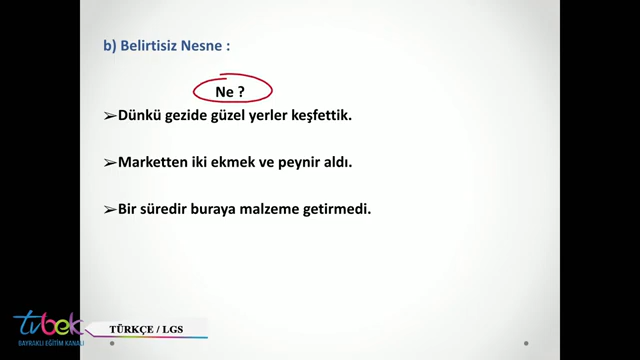 b) Belirtisiz Nesne :
Ne ?
➢Dünkü gezide güzel yerler keşfettik.
➢Marketten iki ekmek ve peynir aldı.
➢Bir süredir buraya malzeme getirmedi.
tvbek
BAYRAKLI EĞİTİM KANALI
TÜRKÇE / LGS